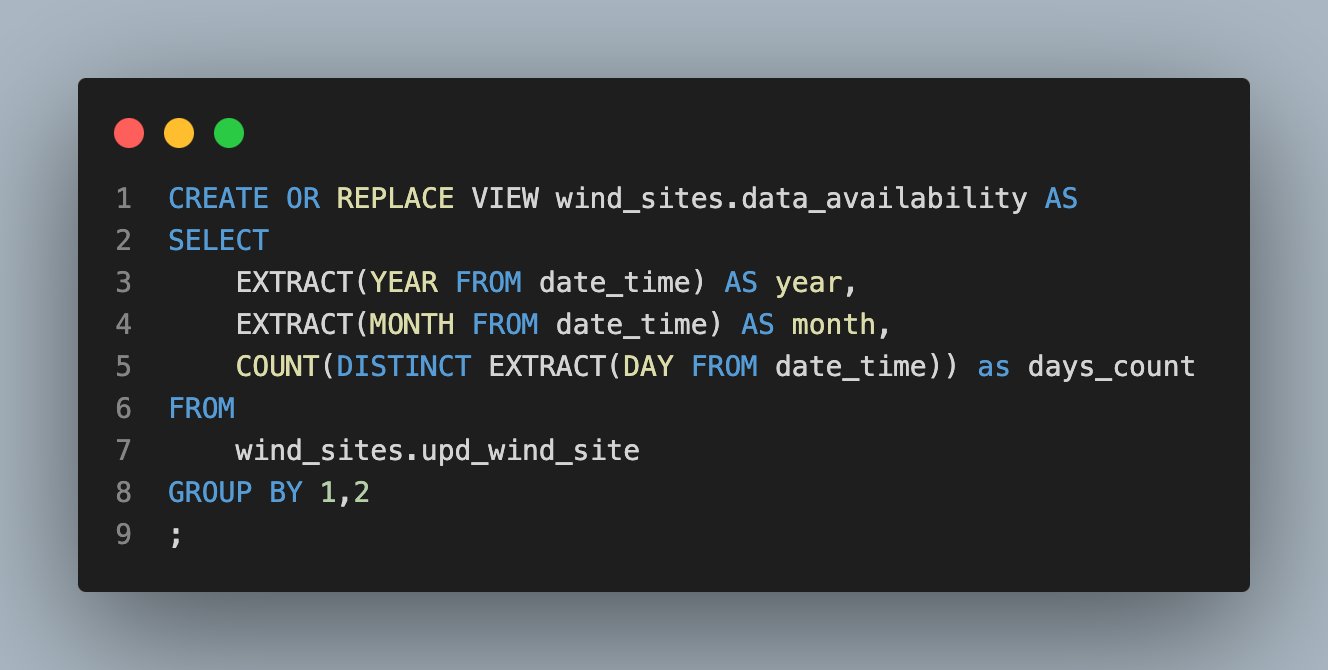 1 CREATE OR REPLACE VIEW wind_sites.data_availability AS
2 SELECT
3     EXTRACT(YEAR FROM date_time) AS year,
4     EXTRACT(MONTH FROM date_time) AS month,
5     COUNT(DISTINCT EXTRACT(DAY FROM date_time)) as days_count
6 FROM
7     wind_sites.upd_wind_site
8 GROUP BY 1,2
9 ;